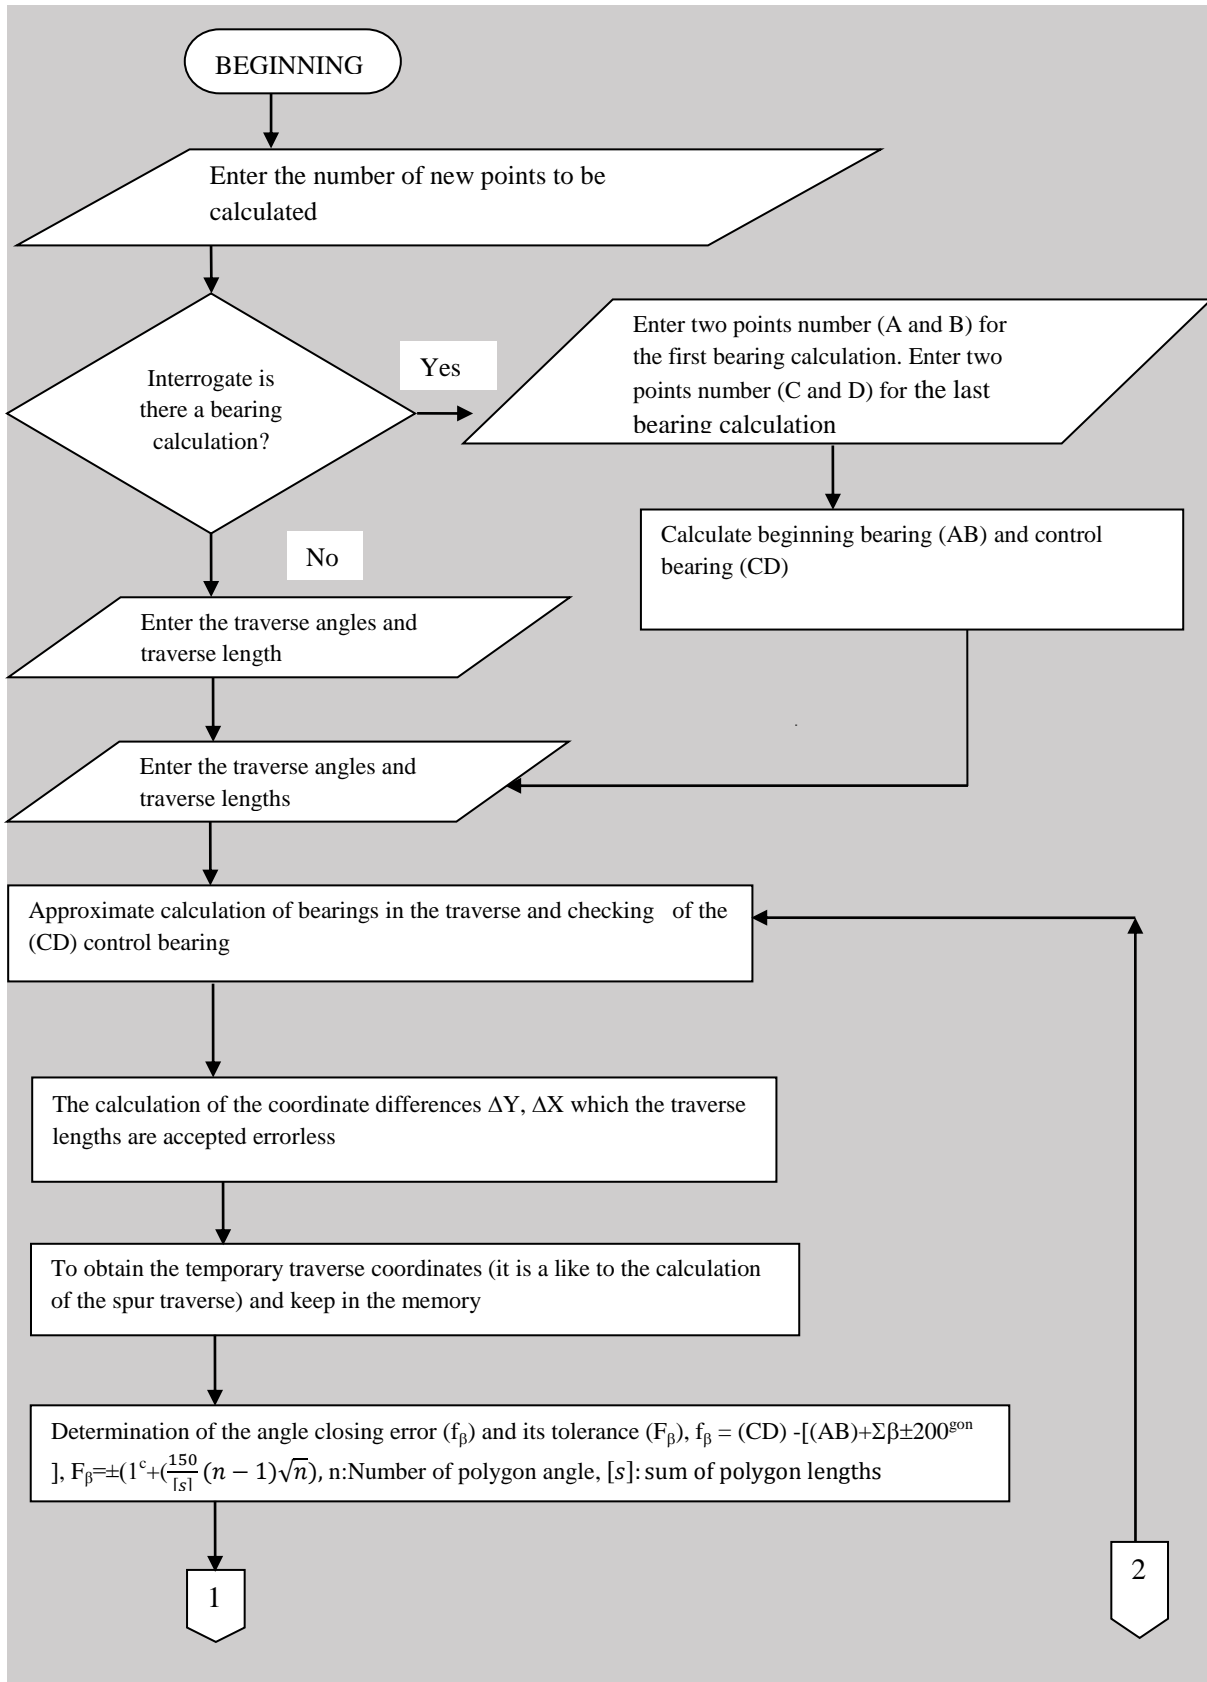 BEGINNING
Enter the number of new points to be
calculated
Interrogate is
there a bearing
calculation?
Yes
Enter two points number (A and B) for
the first bearing calculation. Enter two
points number (C and D) for the last
bearing calculation
Calculate beginning bearing (AB) and control
bearing (CD)
No
Enter the traverse angles and
traverse length
Enter the traverse angles and
traverse lengths
Approximate calculation of bearings in the traverse and checking of the
(CD) control bearing
The calculation of the coordinate differences ΔY, ΔX which the traverse
lengths are accepted errorless
To obtain the temporary traverse coordinates (it is a like to the calculation
of the spur traverse) and keep in the memory
Determination of the angle closing error (fβ) and its tolerance (Fβ), fβ = (CD) -[(AB)+Σβ±200^gon
], Fβ=±(1^c+(150/[s] (n − 1)√n), n:Number of polygon angle, [s]: sum of polygon lengths
1
2